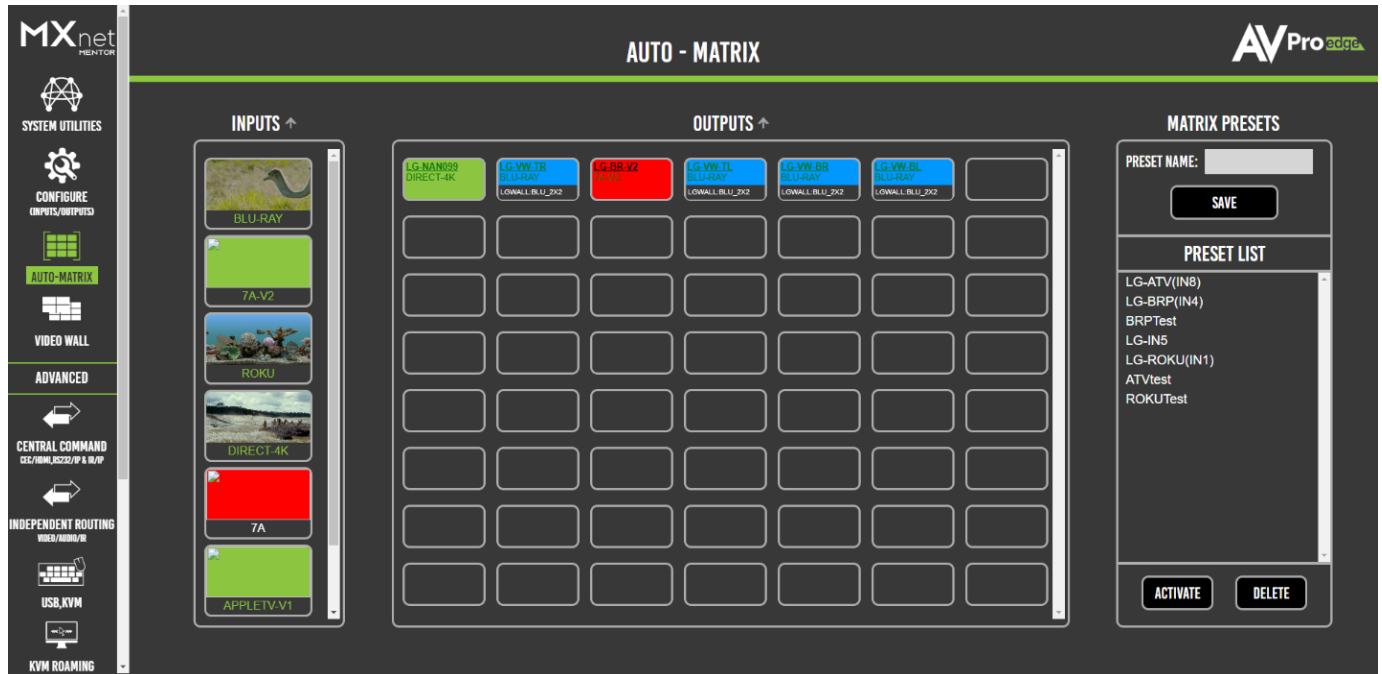 MXnet
MENTOR
AUTO - MATRIX
AVPro edge
SYSTEM UTILITIES
CONFIGURE
(INPUTS/OUTPUTS)
AUTO-MATRIX
VIDEO WALL
ADVANCED
CENTRAL COMMAND
CEC/HDMI,RS232/IP & IR/IP
INDEPENDENT ROUTING
VIDEO/AUDIO/IR
USB,KVM
KVM ROAMING
INPUTS
BLU-RAY
7A-V2
ROKU
DIRECT-4K
7A
APPLETV-V1
OUTPUTS
LG-NAN099
DIRECT-4K
LG-VW-TR
BLU-RAY
LGWALL:BLU_2X2
LG-BR-V2
7A-V2
LG-VW-TL
BLU-RAY
LGWALL:BLU_2X2
LG-VW-BR
BLU-RAY
LGWALL:BLU_2X2
LG-VW-BL
BLU-RAY
LGWALL:BLU_2X2
MATRIX PRESETS
PRESET NAME:
SAVE
PRESET LIST
LG-ATV(IN8)
LG-BRP(IN4)
BRPTest
LG-IN5
LG-ROKU(IN1)
ATVtest
ROKUTest
ACTIVATE DELETE